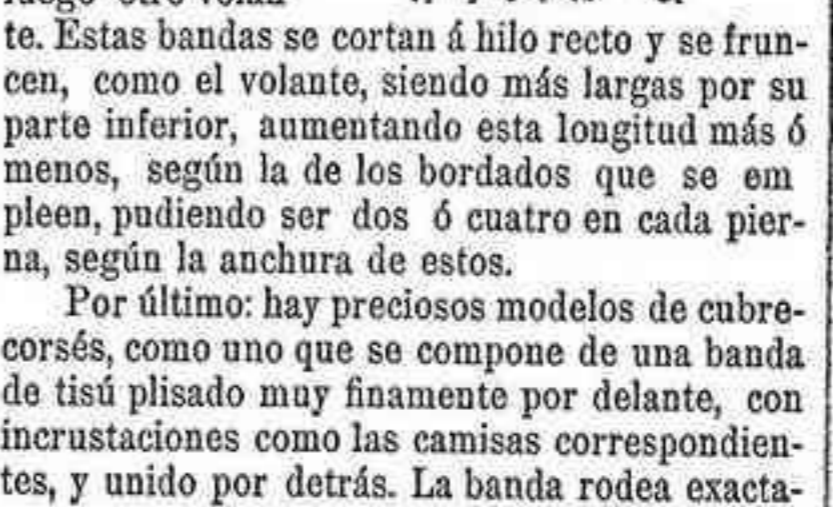 te. Estas bandas se cortan á hilo recto y se frun-
cen, como el volante, siendo más largas por su
parte inferior, aumentando esta longitud más ó
menos, según la de los bordados que se em
pleen, pudiendo ser dos ó cuatro en cada pier-
na, según la anchura de estos.
Por último: hay preciosos modelos de cubre-
corsés, como uno que se compone de una banda
de tisú plisado muy finamente por delante, con
incrustaciones como las camisas correspondien-
tes, y unido por detrás. La banda rodea exacta-